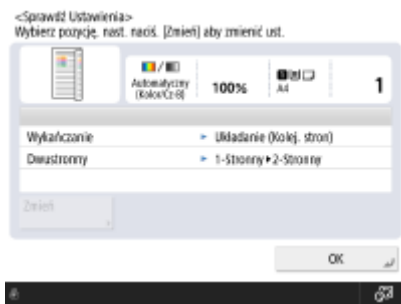 <Sprawdź Ustawienia>
Wybierz pozycję, nast. naciś. [Zmień] aby zmienić ust.
Automatyczny
(Kolor/Cz-B)
100%
A4
1
Wykańczanie
Układanie (Kolej. stron)
Dwustronny
1-Stronny▶2-Stronny
Zmień
OK